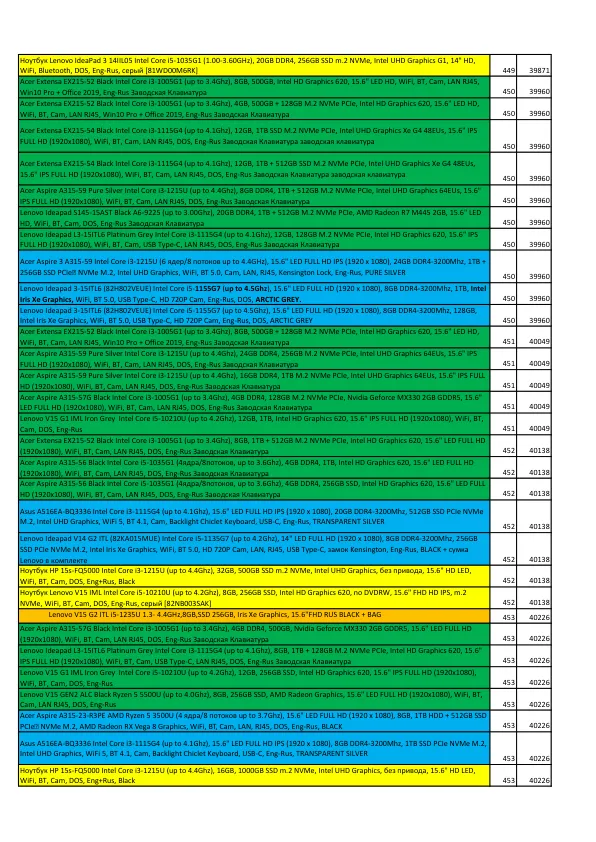 Ноутбук Lenovo IdeaPad 3 14IIL05 Intel Core i5-1035G1 (1.00-3.60GHz), 20GB DDR4, 256GB SSD m.2 NVMe, Intel UHD Graphics G1, 14" HD,
WiFi, Bluetooth, DOS, Eng-Rus, серый [81WD00M6RK] 449 39871
Acer Extensa EX215-52 Black Intel Core i3-1005G1 (up to 3.4Ghz), 8GB, 500GB, Intel HD Graphics 620, 15.6" LED HD, WiFi, BT, Cam, LAN RJ45,
Win10 Pro + Office 2019, Eng-Rus Заводская Клавиатура 450 39960
Acer Extensa EX215-52 Black Intel Core i3-1005G1 (up to 3.4Ghz), 4GB, 500GB + 128GB M.2 NVMe PCIe, Intel HD Graphics 620, 15.6" LED HD,
WiFi, BT, Cam, LAN RJ45, Win10 Pro + Office 2019, Eng-Rus Заводская Клавиатура 450 39960
Acer Extensa EX215-54 Black Intel Core i3-1115G4 (up to 4.1Ghz), 12GB, 1TB SSD M.2 NVMe PCIe, Intel UHD Graphics Xe G4 48EUs, 15.6" IPS
FULL HD (1920x1080), WiFi, BT, Cam, LAN RJ45, DOS, Eng-Rus Заводская клавиатура заводская клавиатура 450 39960
Acer Extensa EX215-54 Black Intel Core i3-1115G4 (up to 4.1Ghz), 12GB, 1TB + 512GB SSD M.2 NVMe PCIe, Intel UHD Graphics Xe G4 48EUs,
15.6" IPS FULL HD (1920x1080), WiFi, BT, Cam, LAN RJ45, DOS, Eng-Rus Заводская клавиатура заводская клавиатура 450 39960
Acer Aspire A315-59 Pure Silver Intel Core i3-1215U (up to 4.4Ghz), 8GB DDR4, 1TB + 512GB M.2 NVMe PCIe, Intel UHD Graphics 64EUs, 15.6"
IPS FULL HD (1920x1080), WiFi, BT, Cam, LAN RJ45, DOS, Eng-Rus Заводская Клавиатура 450 39960
Lenovo Ideapad S145-15AST Black A6-9225 (up to 3.00Ghz), 20GB DDR4, 1TB + 512GB M.2 NVMe PCIe, AMD Radeon R7 M445 2GB, 15.6" LED
HD, WiFi, BT, Cam, DOS, Eng-Rus Заводская Клавиатура 450 39960
Lenovo Ideapad L3-15ITL6 Platinum Grey Intel Core i3-1115G4 (up to 4.1Ghz), 12GB, 128GB M.2 NVMe PCIe, Intel HD Graphics 620, 15.6" IPS
FULL HD (1920x1080), WiFi, BT, Cam, USB Type-C, LAN RJ45, DOS, Eng-Rus Заводская Клавиатура 450 39960
Acer Aspire 3 A315-59 Intel Core i3-1215U (6 ядер/8 потоков up to 4.4Ghz), 15.6" LED FULL HD IPS (1920 x 1080), 24GB DDR4-3200Mhz, 1TB +
256GB SSD PCIe NVMe M.2, Intel UHD Graphics, WiFi, BT 5.0, Cam, LAN, RJ45, Kensington Lock, Eng-Rus, PURE SILVER 450 39960
Lenovo Ideapad 3-15ITL6 (82H802VEUE) Intel Core i5-1155G7 (up to 4.5Ghz), 15.6" LED FULL HD IPS (1920 x 1080), 8GB DDR4-3200Mhz, 1TB, Intel
Iris Xe Graphics, WiFi, BT 5.0, USB Type-C, HD 720P Cam, Eng-Rus, DOS, ARCTIC GREY. 450 39960
Lenovo Ideapad 3-15ITL6 (82H802VEUE) Intel Core i5-1155G7 (up to 4.5Ghz), 15.6" LED FULL HD IPS (1920 x 1080), 8GB DDR4-3200Mhz, 128GB,
Intel Iris Xe Graphics, WiFi, BT 5.0, USB Type-C, HD 720P Cam, Eng-Rus, DOS, ARCTIC GREY 450 39960
Acer Extensa EX215-52 Black Intel Core i3-1005G1 (up to 3.4Ghz), 8GB, 500GB + 128GB M.2 NVMe PCIe, Intel HD Graphics 620, 15.6" LED HD,
WiFi, BT, Cam, LAN RJ45, Win10 Pro + Office 2019, Eng-Rus Заводская Клавиатура 451 40049
Acer Aspire A315-59 Pure Silver Intel Core i3-1215U (up to 4.4Ghz), 24GB DDR4, 256GB M.2 NVMe PCIe, Intel UHD Graphics 64EUs, 15.6" IPS
FULL HD (1920x1080), WiFi, BT, Cam, LAN RJ45, DOS, Eng-Rus Заводская Клавиатура 451 40049
Acer Aspire A315-59 Pure Silver Intel Core i3-1215U (up to 4.4Ghz), 16GB DDR4, 1TB M.2 NVMe PCIe, Intel UHD Graphics 64EUs, 15.6" IPS FULL
HD (1920x1080), WiFi, BT, Cam, LAN RJ45, DOS, Eng-Rus Заводская Клавиатура 451 40049
Acer Aspire A315-57G Black Intel Core i3-1005G1 (up to 3.4Ghz), 4GB DDR4, 128GB M.2 NVMe PCIe, Nvidia Geforce MX330 2GB GDDR5, 15.6"
LED FULL HD (1920x1080), WiFi, BT, Cam, LAN RJ45, DOS, Eng-Rus Заводская Клавиатура 451 40049
Lenovo V15 G1 IML Iron Grey Intel Core i5-10210U (up to 4.2Ghz), 12GB, 1TB, Intel HD Graphics 620, 15.6" IPS FULL HD (1920x1080), WiFi, BT,
Cam, DOS, Eng-Rus 451 40049
Acer Extensa EX215-52 Black Intel Core i3-1005G1 (up to 3.4Ghz), 8GB, 1TB + 512GB M.2 NVMe PCIe, Intel HD Graphics 620, 15.6" LED FULL HD
(1920x1080), WiFi, BT, Cam, LAN RJ45, DOS, Eng-Rus Заводская Клавиатура 452 40138
Acer Aspire A315-56 Black Intel Core i5-1035G1 (4ядра/8потоков, up to 3.6Ghz), 4GB DDR4, 1TB, Intel HD Graphics 620, 15.6" LED FULL HD
(1920x1080), WiFi, BT, Cam, LAN RJ45, DOS, Eng-Rus Заводская Клавиатура 452 40138
Acer Aspire A315-56 Black Intel Core i5-1035G1 (4ядра/8потоков, up to 3.6Ghz), 4GB DDR4, 256GB SSD, Intel HD Graphics 620, 15.6" LED FULL
HD (1920x1080), WiFi, BT, Cam, LAN RJ45, DOS, Eng-Rus Заводская Клавиатура 452 40138
Asus A516EA-BQ3336 Intel Core i3-1115G4 (up to 4.1Ghz), 15.6" LED FULL HD IPS (1920 x 1080), 20GB DDR4-3200Mhz, 512GB SSD PCIe NVMe
M.2, Intel UHD Graphics, WiFi 5, BT 4.1, Cam, Backlight Chiclet Keyboard, USB-C, Eng-Rus, TRANSPARENT SILVER 452 40138
Lenovo Ideapad V14 G2 ITL (82KA015MUE) Intel Core i5-1135G7 (up to 4.2Ghz), 14" LED FULL HD (1920 x 1080), 8GB DDR4-3200Mhz, 256GB
SSD PCIe NVMe M.2, Intel Iris Xe Graphics, WiFi, BT 5.0, HD 720P Cam, LAN, RJ45, USB Type-C, замок Kensington, Eng-Rus, BLACK + сумка
Lenovo в комплекте 452 40138
Ноутбук HP 15s-FQ5000 Intel Core i3-1215U (up to 4.4Ghz), 32GB, 500GB SSD m.2 NVMe, Intel UHD Graphics, без привода, 15.6" HD LED,
WiFi, BT, Cam, DOS, Eng+Rus, Black 452 40138
Ноутбук Lenovo V15 IML Intel Core i5-10210U (up to 4.2Ghz), 8GB, 256GB SSD, Intel HD Graphics 620, no DVDRW, 15.6" FHD HD IPS, m.2
NVMe, WiFi, BT, Cam, DOS, Eng-Rus, серый [82NB0035AK] 452 40138
Lenovo V15 G2 ITL i5-1235U 1.3- 4.4GHz,8GB,SSD 256GB, Iris Xe Graphics, 15.6"FHD RUS BLACK + BAG 453 40226
Acer Aspire A315-57G Black Intel Core i3-1005G1 (up to 3.4Ghz), 4GB DDR4, 500GB, Nvidia Geforce MX330 2GB GDDR5, 15.6" LED FULL HD
(1920x1080), WiFi, BT, Cam, LAN RJ45, DOS, Eng-Rus Заводская Клавиатура 453 40226
Lenovo Ideapad L3-15ITL6 Platinum Grey Intel Core i3-1115G4 (up to 4.1Ghz), 8GB, 1TB + 128GB M.2 NVMe PCIe, Intel HD Graphics 620, 15.6"
IPS FULL HD (1920x1080), WiFi, BT, Cam, USB Type-C, LAN RJ45, DOS, Eng-Rus Заводская Клавиатура 453 40226
Lenovo V15 G1 IML Iron Grey Intel Core i5-10210U (up to 4.2Ghz), 12GB, 256GB SSD, Intel HD Graphics 620, 15.6" IPS FULL HD (1920x1080),
WiFi, BT, Cam, DOS, Eng-Rus 453 40226
Lenovo V15 GEN2 ALC Black Ryzen 5 5500U (up to 4.0Ghz), 8GB, 256GB SSD, AMD Radeon Graphics, 15.6" LED FULL HD (1920x1080), WiFi, BT,
Cam, LAN RJ45, DOS, Eng-Rus 453 40226
Acer Aspire A315-23-R3PE AMD Ryzen 5 3500U (4 ядра/8 потоков up to 3.7Ghz), 15.6" LED FULL HD (1920 x 1080), 8GB, 1TB HDD + 512GB SSD
PCIe NVMe M.2, AMD Radeon RX Vega 8 Graphics, WiFi, BT, LAN, Cam, RJ45, DOS, Eng-Rus, BLACK 453 40226
Asus A516EA-BQ3336 Intel Core i3-1115G4 (up to 4.1Ghz), 15.6" LED FULL HD IPS (1920 x 1080), 8GB DDR4-3200Mhz, 1TB SSD PCIe NVMe M.2,
Intel UHD Graphics, WiFi 5, BT 4.1, Cam, Backlight Chiclet Keyboard, USB-C, Eng-Rus, TRANSPARENT SILVER 453 40226
Ноутбук HP 15s-FQ5000 Intel Core i3-1215U (up to 4.4Ghz), 16GB, 1000GB SSD m.2 NVMe, Intel UHD Graphics, без привода, 15.6" HD LED,
WiFi, BT, Cam, DOS, Eng+Rus, Black 453 40226